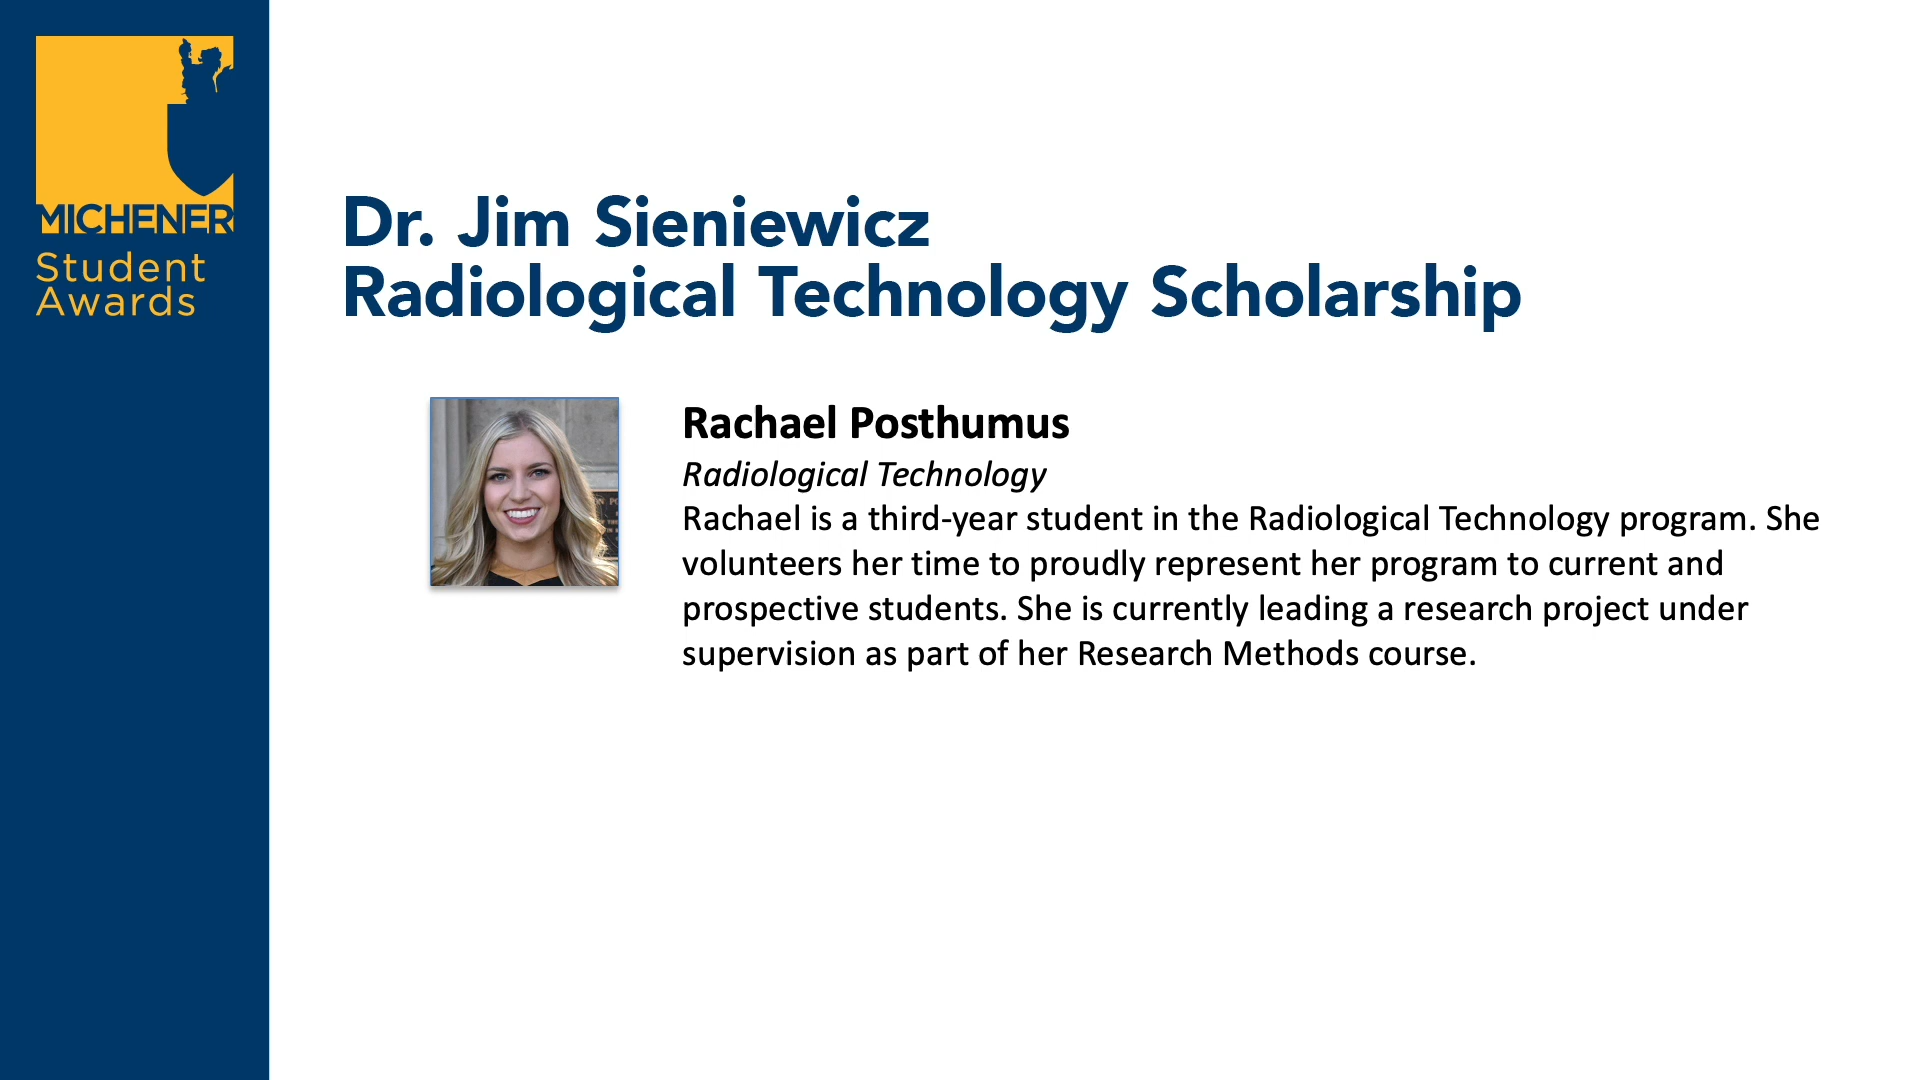 MICHENER
Student
Awards
Dr. Jim Sieniewicz
Radiological Technology Scholarship
Rachael Posthumus
Radiological Technology
Rachael is a third-year student in the Radiological Technology program. She
volunteers her time to proudly represent her program to current and
prospective students. She is currently leading a research project under
supervision as part of her Research Methods course.